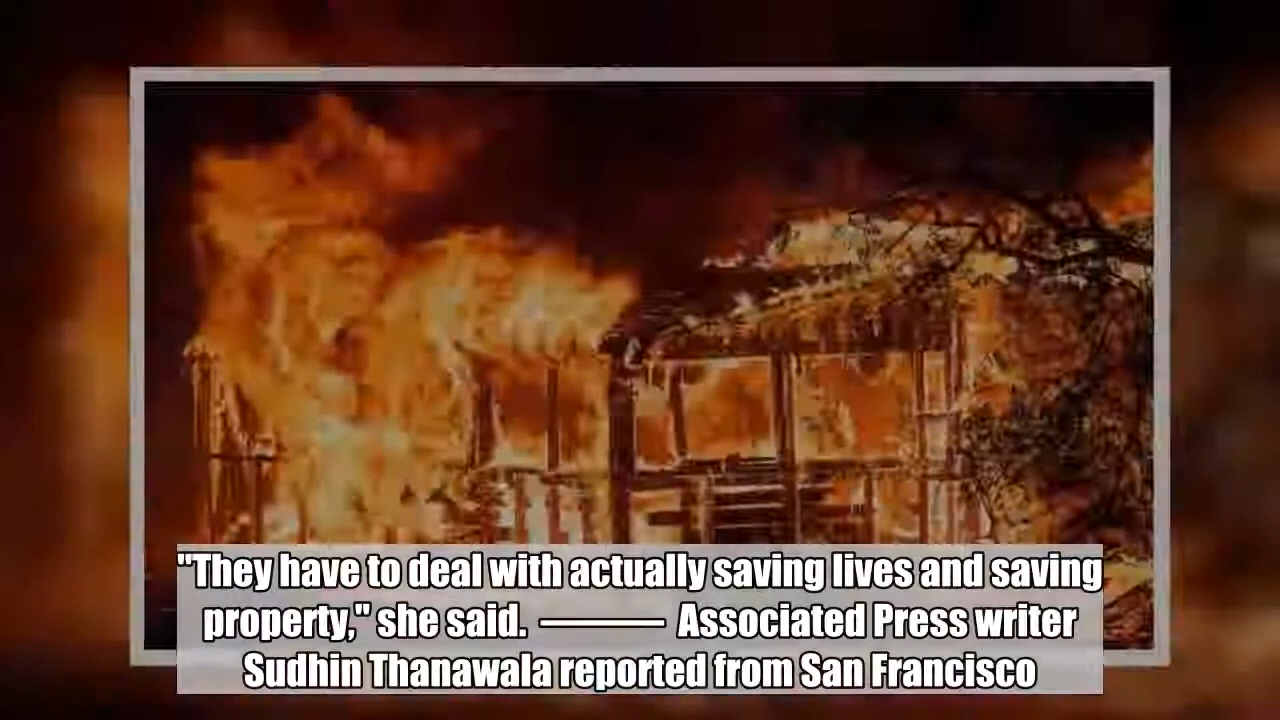 "They have to deal with actually saving lives and saving
property," she said. ——— Associated Press writer
Sudhin Thanawala reported from San Francisco